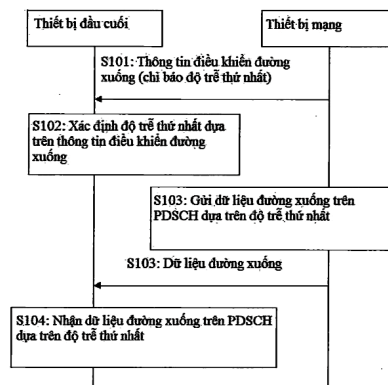 Thiết bị đầu cuối
Thiết bị mạng
S101: Thông tin điều khiển đường
xuống (chỉ báo độ trễ thứ nhất)
S102: Xác định độ trễ thứ nhất dựa
trên thông tin điều khiển đường
xuống
S103: Gửi dữ liệu đường xuống trên
PDSCH dựa trên độ trễ thứ nhất
S103: Dữ liệu đường xuống
S104: Nhận dữ liệu đường xuống trên PDSCH
dựa trên độ trễ thứ nhất